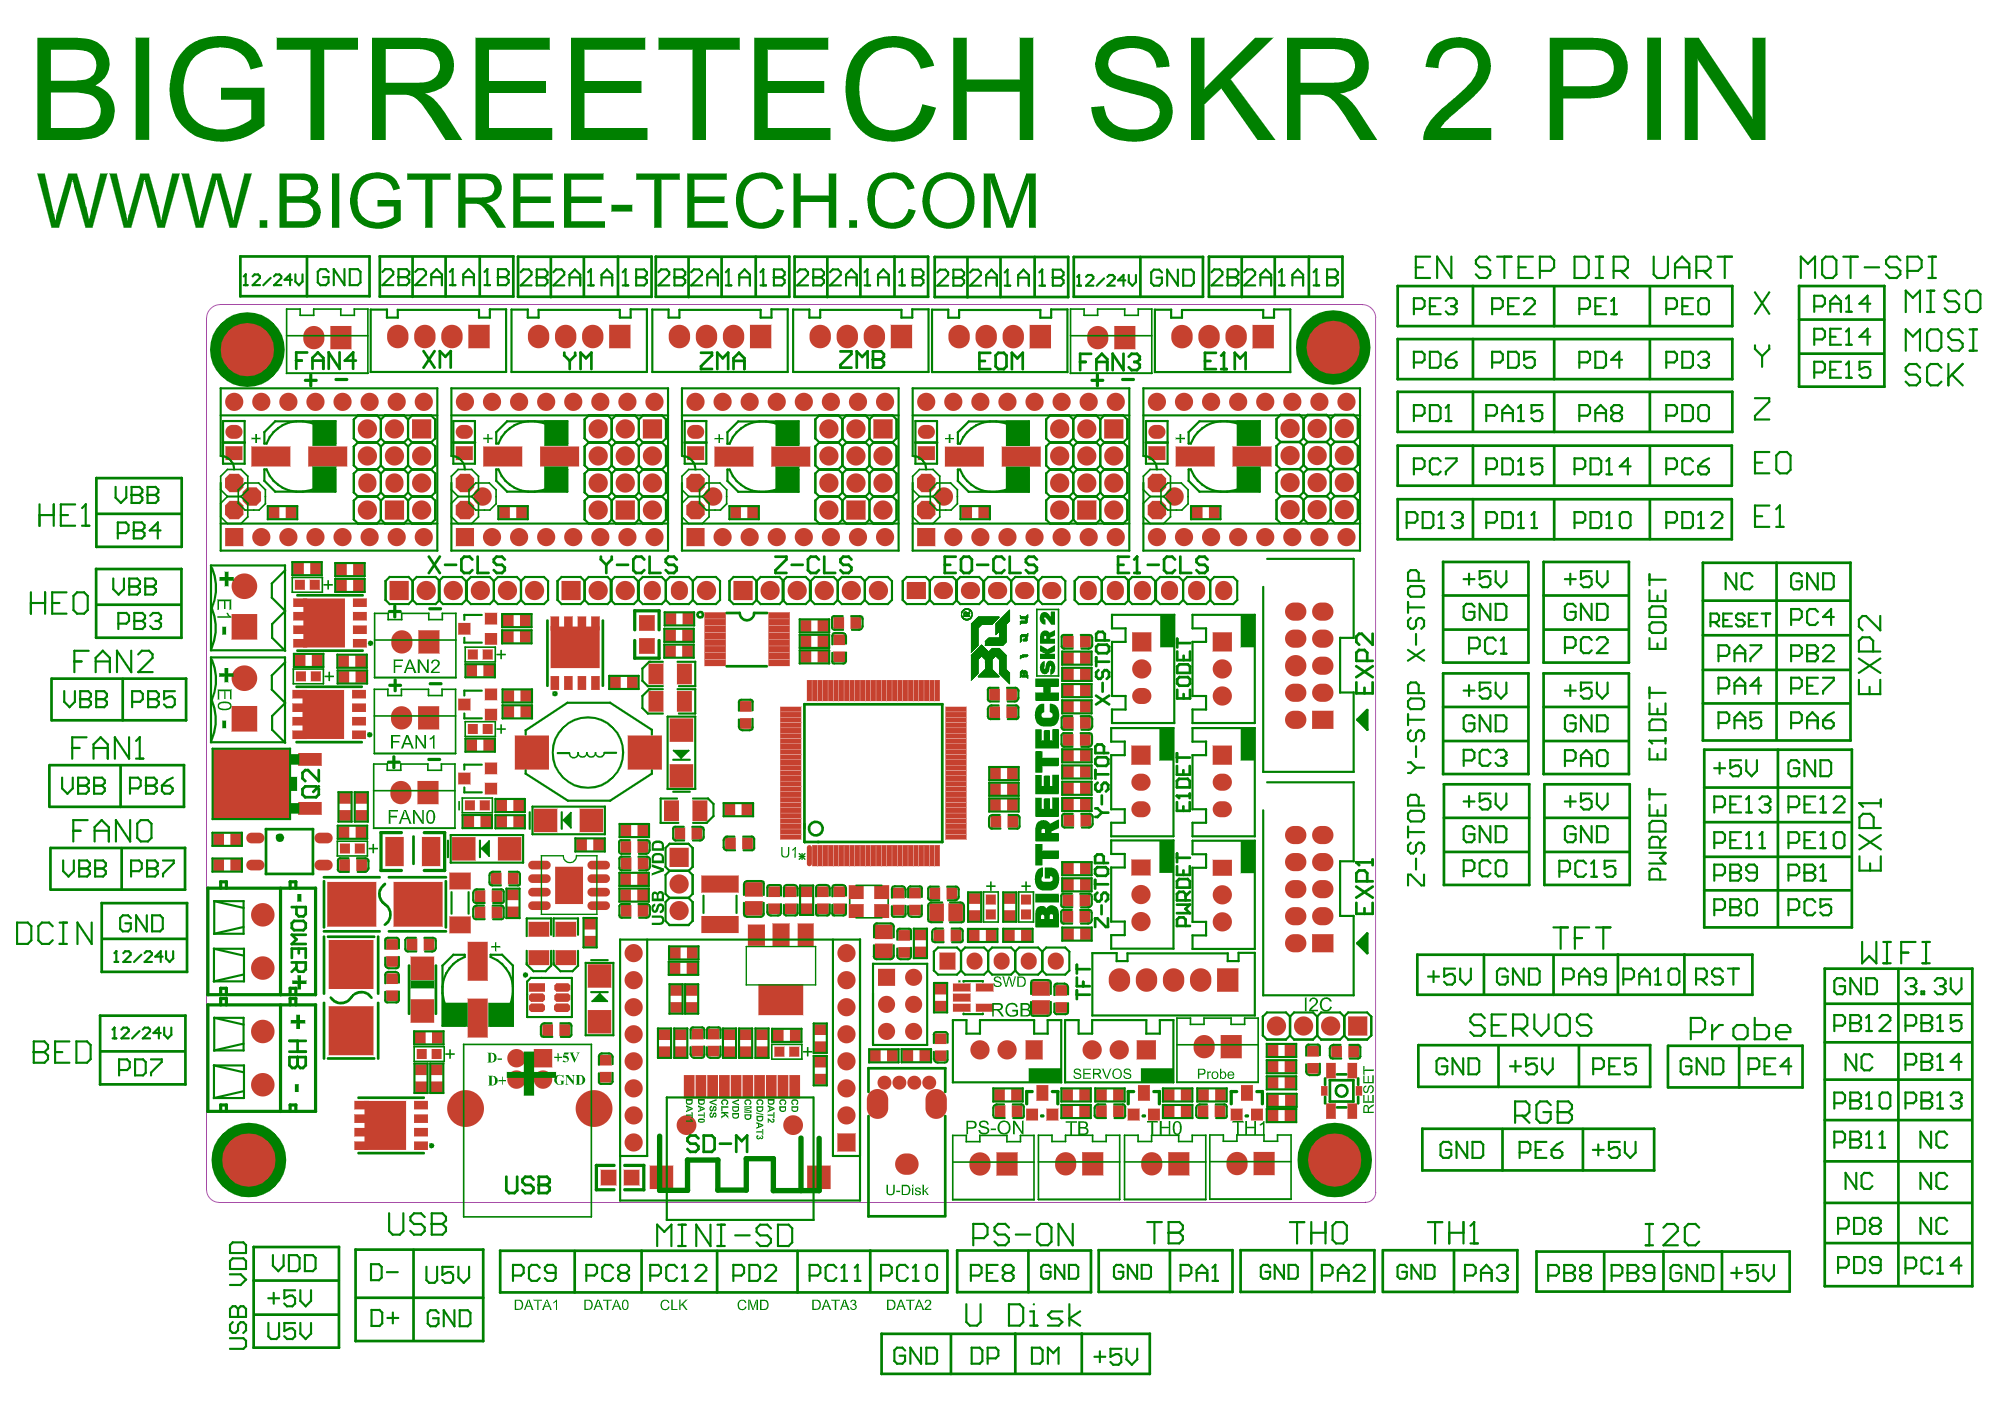 BIGTREETECH SKR 2 PIN
WWW.BIGTREE-TECH.COM
12/24V GND 2B 2A 1A 1B 2B 2A 1A 1B 2B 2A 1A 1B 2B 2A 1A 1B 2B 2A 1A 1B 12/24V GND 2B 2A 1A 1B
FAN4 XM YM ZMA ZMB E0M FAN3 E1M
+ - + -
EN STEP DIR UART
PE3 PE2 PE1 PE0 X
PD6 PD5 PD4 PD3 Y
PD1 PA15 PA8 PD0 Z
PC7 PD15 PD14 PC6 E0
PD13 PD11 PD10 PD12 E1
MOT-SPI
PA14 MISO
PE14 MOSI
PE15 SCK
HE1
VBB
PB4
HE0
VBB
PB3
FAN2
VBB PB5
FAN1
VBB PB6
FAN0
VBB PB7
DCIN
GND
12/24V
BED
12/24V
PD7
X-CLS Y-CLS Z-CLS E0-CLS E1-CLS
+ E1 -
+ E0 -
+ -
FAN2
+ -
FAN1
+ -
FAN0
Q2
-POWER+
+ HB -
U1
USB VDD
BIGTREETECH
SKR 2
X-STOP
E0DET
Y-STOP
E1DET
Z-STOP
PWRDET
EXP2
EXP1
SWD
RGB
TFT
I2C
SERVOS
Probe
RESET
PS-ON
TB
TH0
TH1
D- +5V
D+ GND
USB
DAT1
DAT0
VSS
CLK
VDD
CMD
CD/DAT3
DAT2
CD
CD
SD-M
U-Disk
X-STOP
+5V
GND
PC1
E0DET
+5V
GND
PC2
Y-STOP
+5V
GND
PC3
E1DET
+5V
GND
PA0
Z-STOP
+5V
GND
PC0
PWRDET
+5V
GND
PC15
EXP2
NC GND
RESET PC4
PA7 PB2
PA4 PE7
PA5 PA6
EXP1
+5V GND
PE13 PE12
PE11 PE10
PB9 PB1
PB0 PC5
TFT
+5V GND PA9 PA10 RST
SERVOS
GND +5V PE5
Probe
GND PE4
RGB
GND PE6 +5V
WIFI
GND 3.3V
PB12 PB15
NC PB14
PB10 PB13
PB11 NC
NC NC
PD8 NC
PD9 PC14
USB VDD
VDD
+5V
U5V
USB
D- U5V
D+ GND
MINI-SD
PC9 PC8 PC12 PD2 PC11 PC10
DATA1 DATA0 CLK CMD DATA3 DATA2
PS-ON
PE8 GND
TB
GND PA1
TH0
GND PA2
TH1
GND PA3
I2C
PB8 PB9 GND +5V
U Disk
GND DP DM +5V